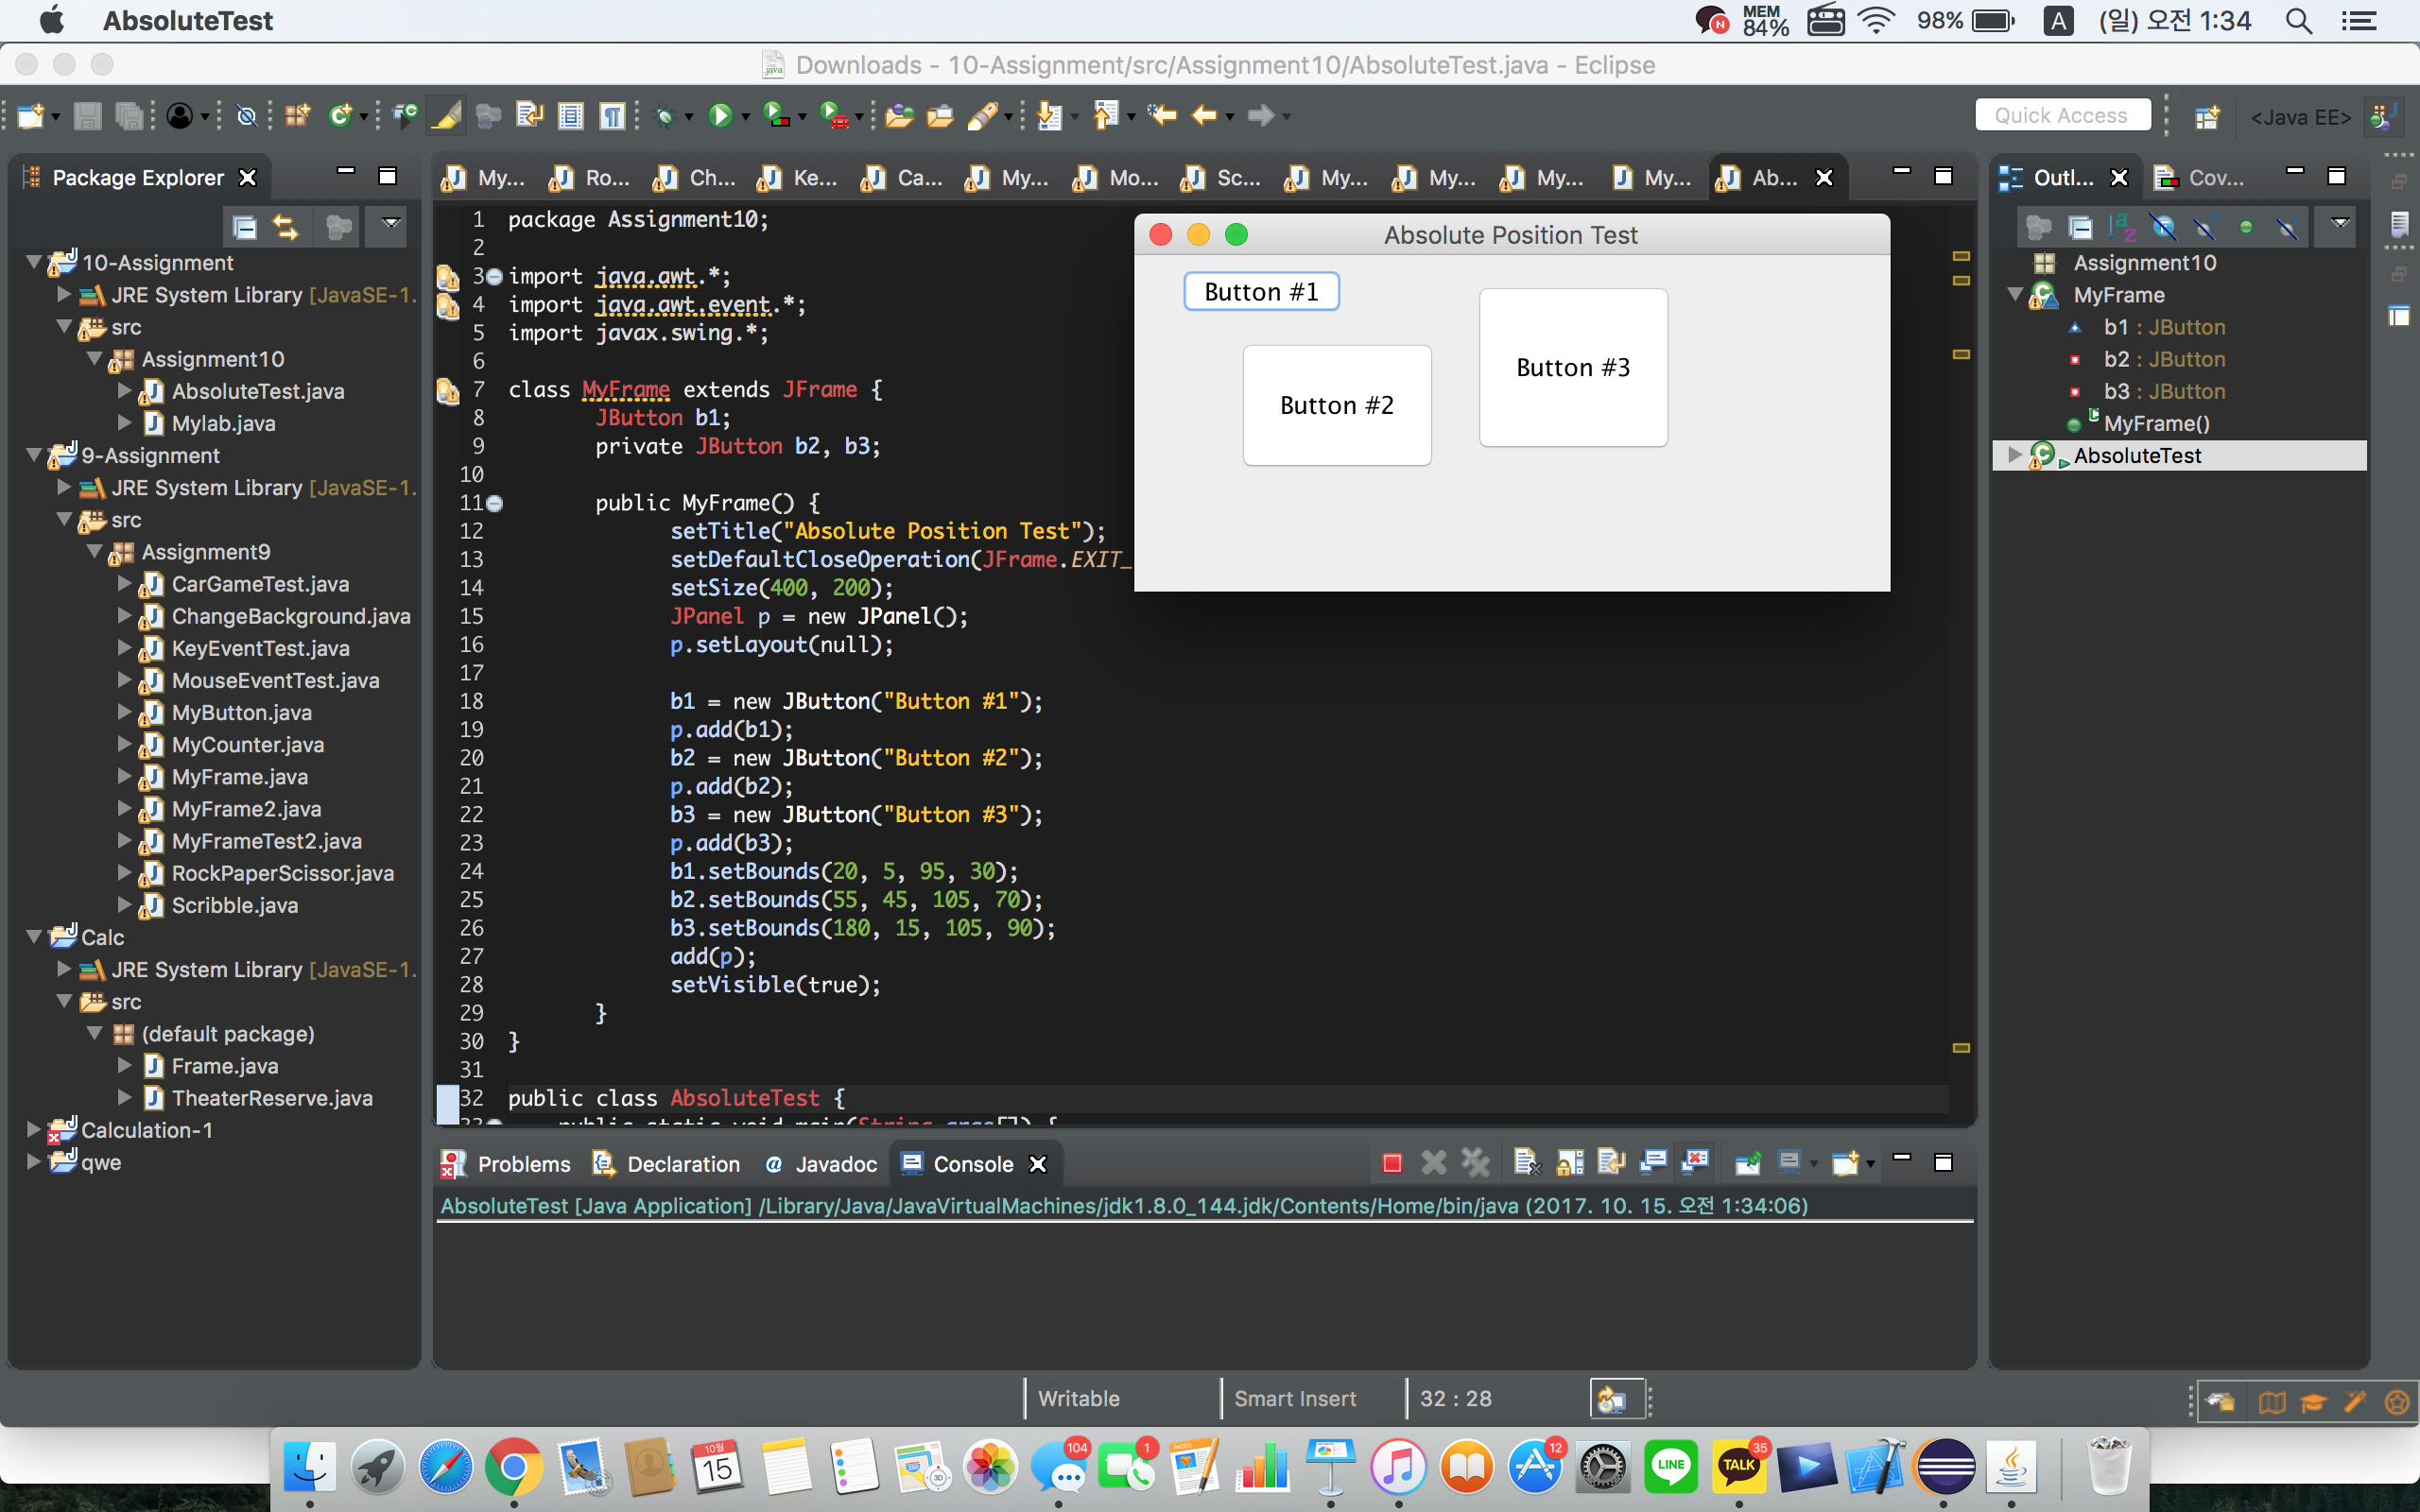 AbsoluteTest
MEM
84%
98%
A
(일) 오전 1:34
Downloads - 10-Assignment/src/Assignment10/AbsoluteTest.java - Eclipse
Quick Access
<Java EE>
Package Explorer
10-Assignment
JRE System Library [JavaSE-1.
src
Assignment10
AbsoluteTest.java
Mylab.java
9-Assignment
JRE System Library [JavaSE-1.
src
Assignment9
CarGameTest.java
ChangeBackground.java
KeyEventTest.java
MouseEventTest.java
MyButton.java
MyCounter.java
MyFrame.java
MyFrame2.java
MyFrameTest2.java
RockPaperScissor.java
Scribble.java
Calc
JRE System Library [JavaSE-1.
src
(default package)
Frame.java
TheaterReserve.java
Calculation-1
qwe
My... Ro... Ch... Ke... Ca... My... Mo... Sc... My... My... My... My... Ab...
1 package Assignment10;
2
3 import java.awt.*;
4 import java.awt.event.*;
5 import javax.swing.*;
6
7 class MyFrame extends JFrame {
8 JButton b1;
9 private JButton b2, b3;
10
11 public MyFrame() {
12 setTitle("Absolute Position Test");
13 setDefaultCloseOperation(JFrame.EXIT_
14 setSize(400, 200);
15 JPanel p = new JPanel();
16 p.setLayout(null);
17
18 b1 = new JButton("Button #1");
19 p.add(b1);
20 b2 = new JButton("Button #2");
21 p.add(b2);
22 b3 = new JButton("Button #3");
23 p.add(b3);
24 b1.setBounds(20, 5, 95, 30);
25 b2.setBounds(55, 45, 105, 70);
26 b3.setBounds(180, 15, 105, 90);
27 add(p);
28 setVisible(true);
29 }
30 }
31
32 public class AbsoluteTest {
33 public static void main(String args[]) {
Absolute Position Test
Button #1
Button #2
Button #3
Outl... Cov...
Assignment10
MyFrame
b1 : JButton
b2 : JButton
b3 : JButton
MyFrame()
AbsoluteTest
Problems Declaration @ Javadoc Console
AbsoluteTest [Java Application] /Library/Java/JavaVirtualMachines/jdk1.8.0_144.jdk/Contents/Home/bin/java (2017. 10. 15. 오전 1:34:06)
Writable
Smart Insert
32 : 28
10월
15
3D
104
1
PAGES
12
LINE
TALK
35